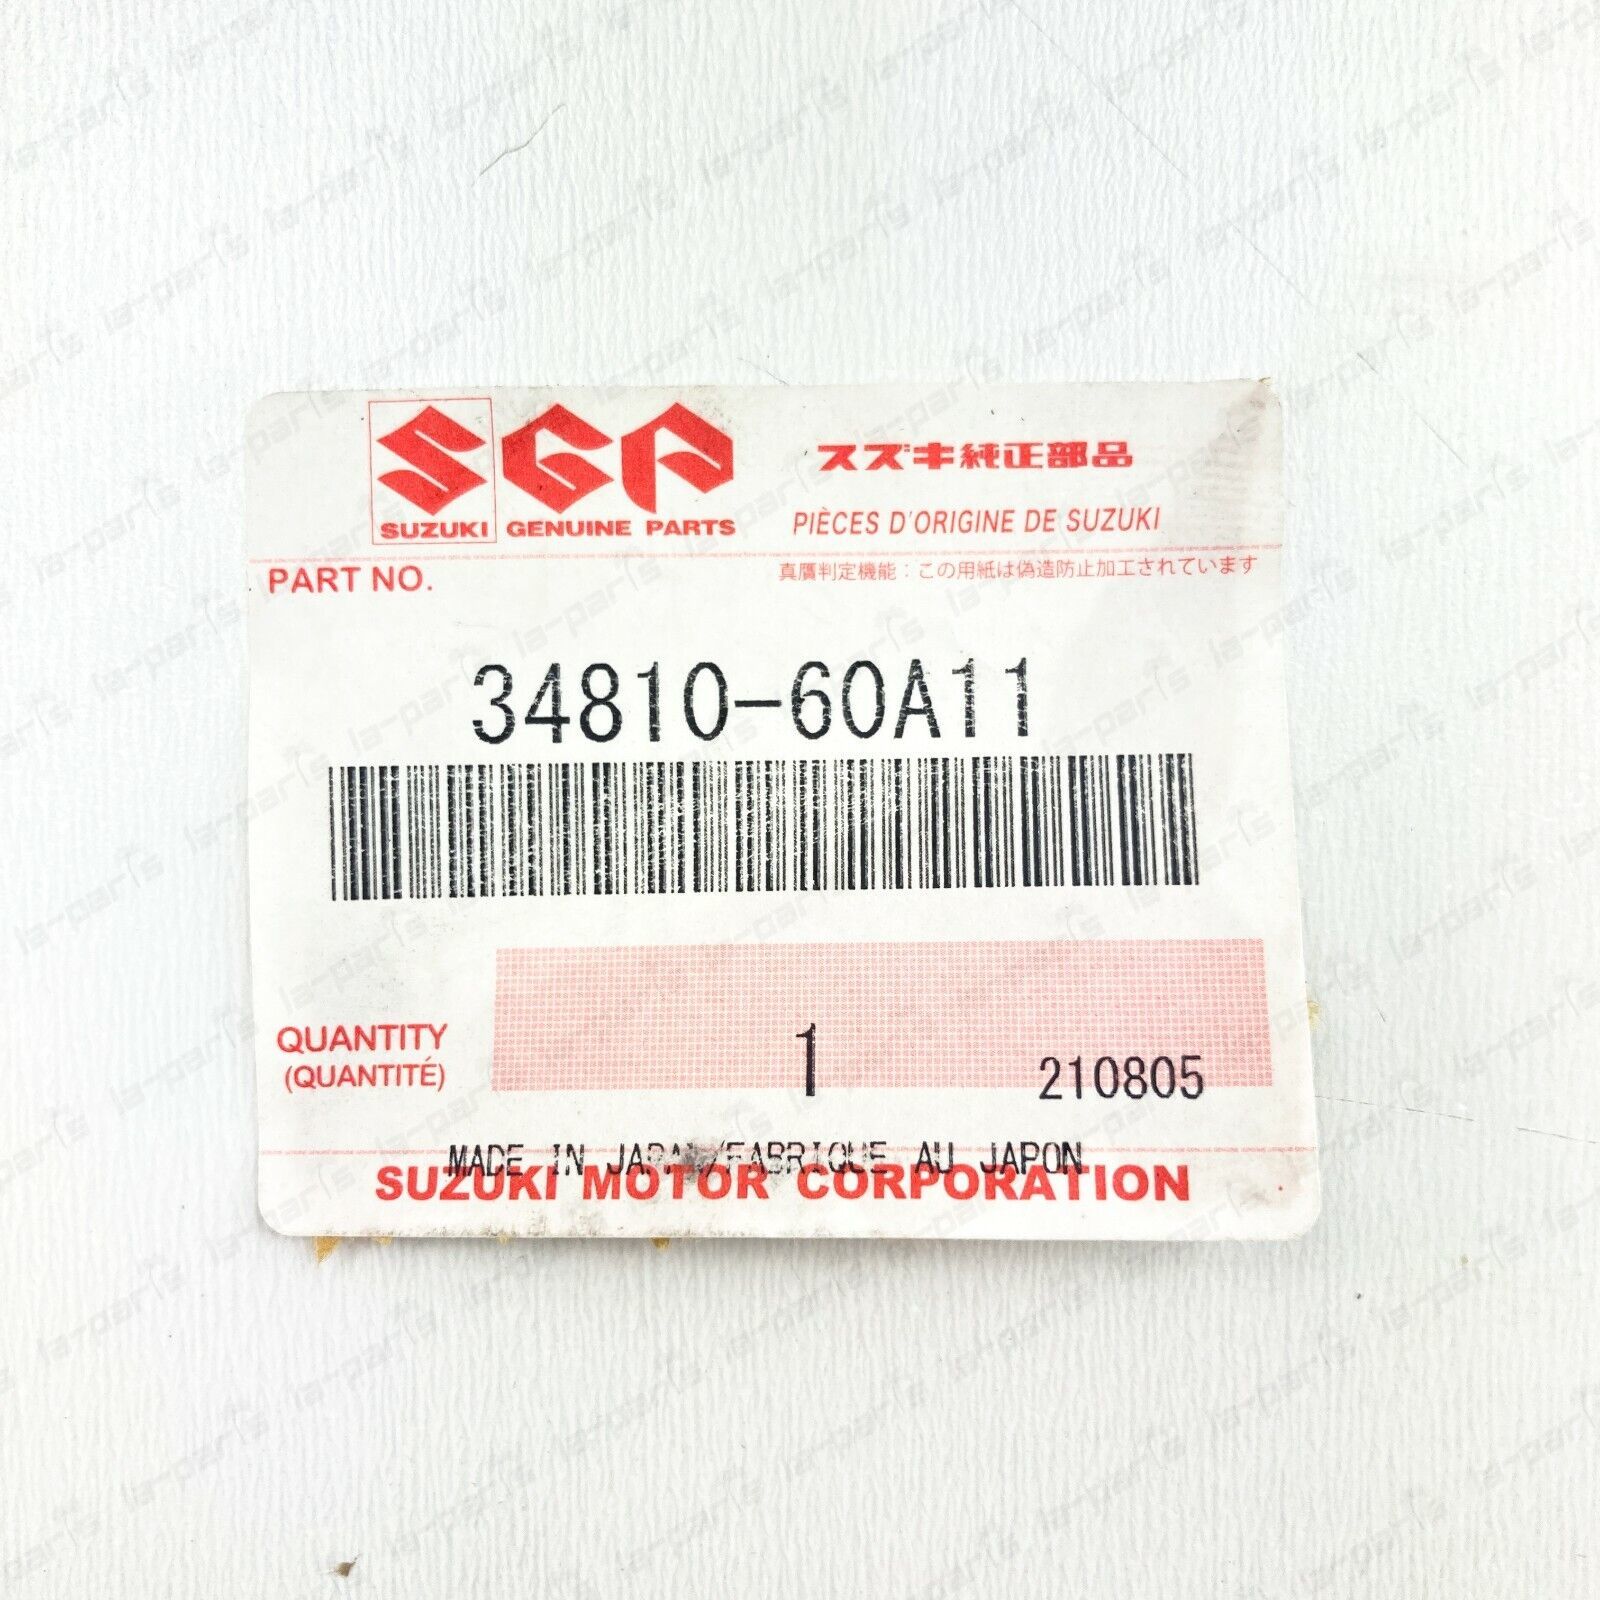 SGP
SUZUKI GENUINE PARTS
スズキ純正部品
PIÈCES D'ORIGINE DE SUZUKI
PART NO.
真贋判定機能：この用紙は偽造防止加工されています
34810-60A11
QUANTITY
(QUANTITÉ)
1
210805
MADE IN JAPAN/FABRIQUE AU JAPON
SUZUKI MOTOR CORPORATION
la-parts